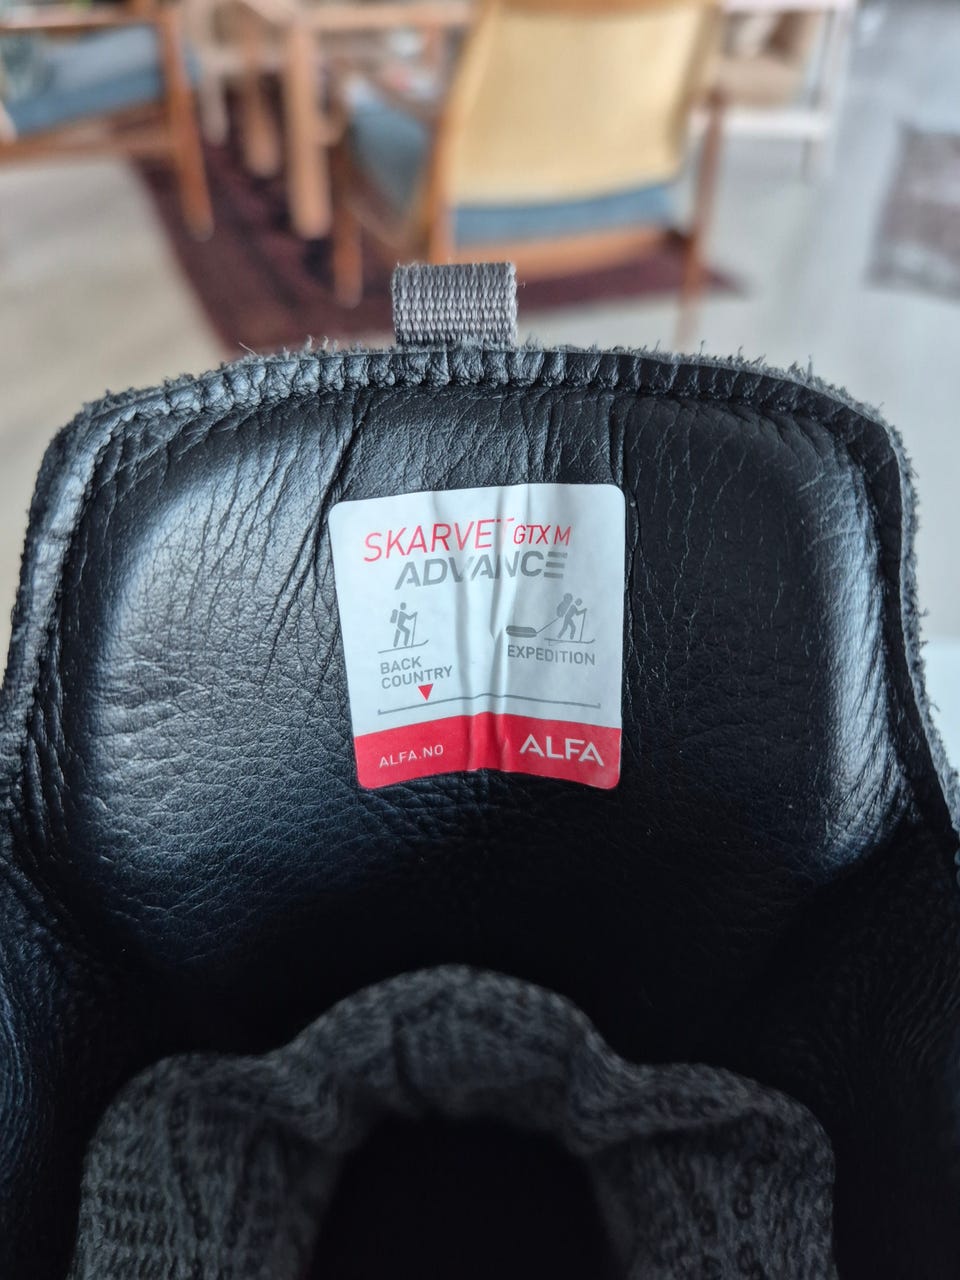 SKARVET GTX M
ADVANCE
BACK
COUNTRY
EXPEDITION
ALFA.NO
ALFA